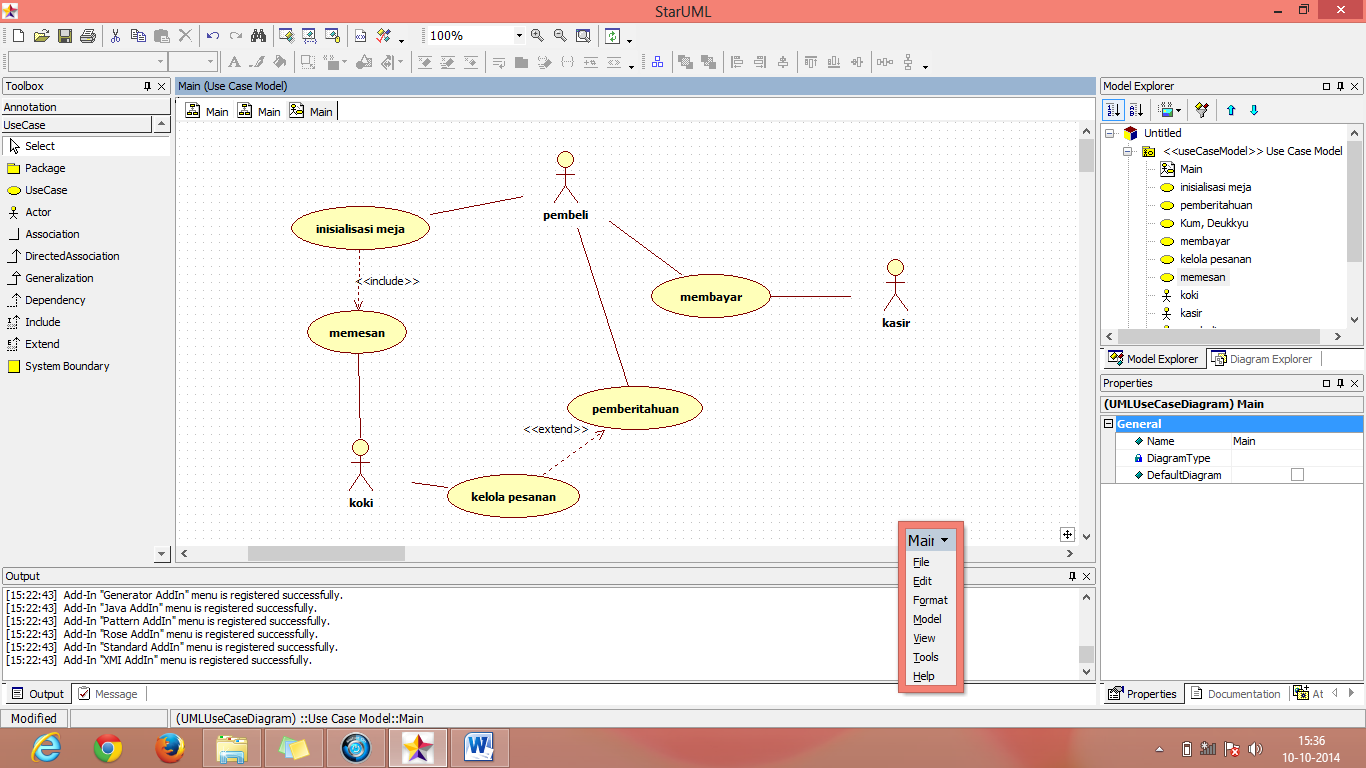 StarUML
100%
Toolbox
Annotation
UseCase
Select
Package
UseCase
Actor
Association
DirectedAssociation
Generalization
Dependency
Include
Extend
System Boundary
Main (Use Case Model)
Main Main Main
pembeli
inisialisasi meja
<<include>>
membayar
kasir
memesan
pemberitahuan
<<extend>>
koki
kelola pesanan
Model Explorer
Untitled
<<useCaseModel>> Use Case Model
Main
inisialisasi meja
pemberitahuan
Kum, Deukkyu
membayar
kelola pesanan
memesan
koki
kasir
Model Explorer Diagram Explorer
Properties
(UMLUseCaseDiagram) Main
General
Name Main
DiagramType
DefaultDiagram
Properties Documentation At
Main
File
Edit
Format
Model
View
Tools
Help
Output
[15:22:43] Add-In "Generator AddIn" menu is registered successfully.
[15:22:43] Add-In "Java AddIn" menu is registered successfully.
[15:22:43] Add-In "Pattern AddIn" menu is registered successfully.
[15:22:43] Add-In "Rose AddIn" menu is registered successfully.
[15:22:43] Add-In "Standard AddIn" menu is registered successfully.
[15:22:43] Add-In "XMI AddIn" menu is registered successfully.
Output Message
Modified (UMLUseCaseDiagram) ::Use Case Model::Main
15:36
10-10-2014